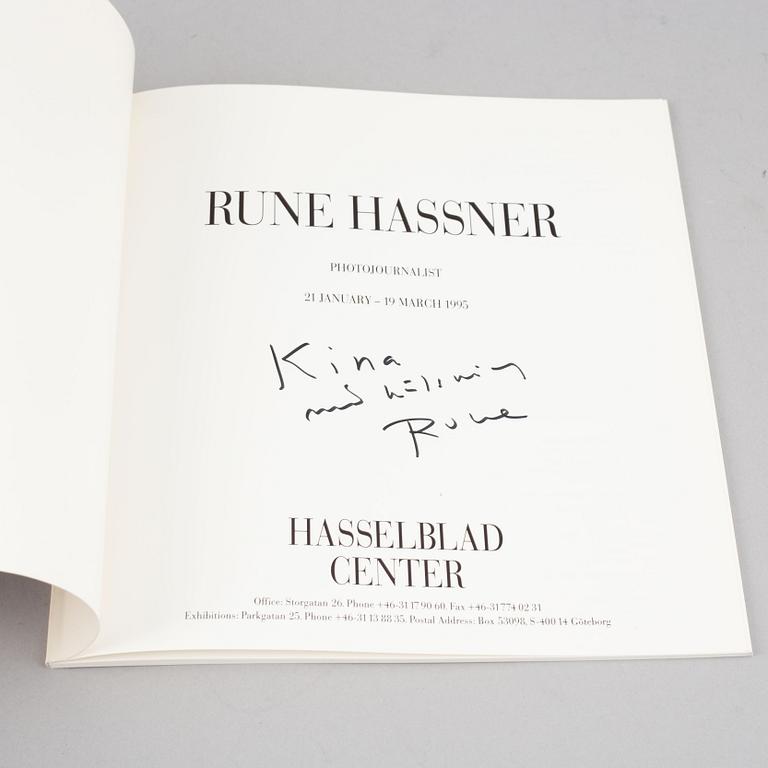 RUNE HASSNER
PHOTOJOURNALIST
21 JANUARY – 19 MARCH 1995
Kina
med hälsning
Rune
HASSELBLAD
CENTER
Office: Storgatan 26. Phone +46-31 17 90 60. Fax +46-31 774 02 31
Exhibitions: Parkgatan 25. Phone +46-31 13 88 35. Postal Address: Box 53098, S-400 14 Göteborg